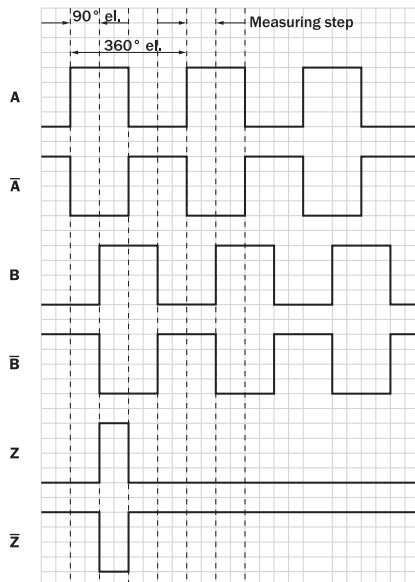 90° el.
Measuring step
360° el.
A
A̅
B
B̅
Z
Z̅